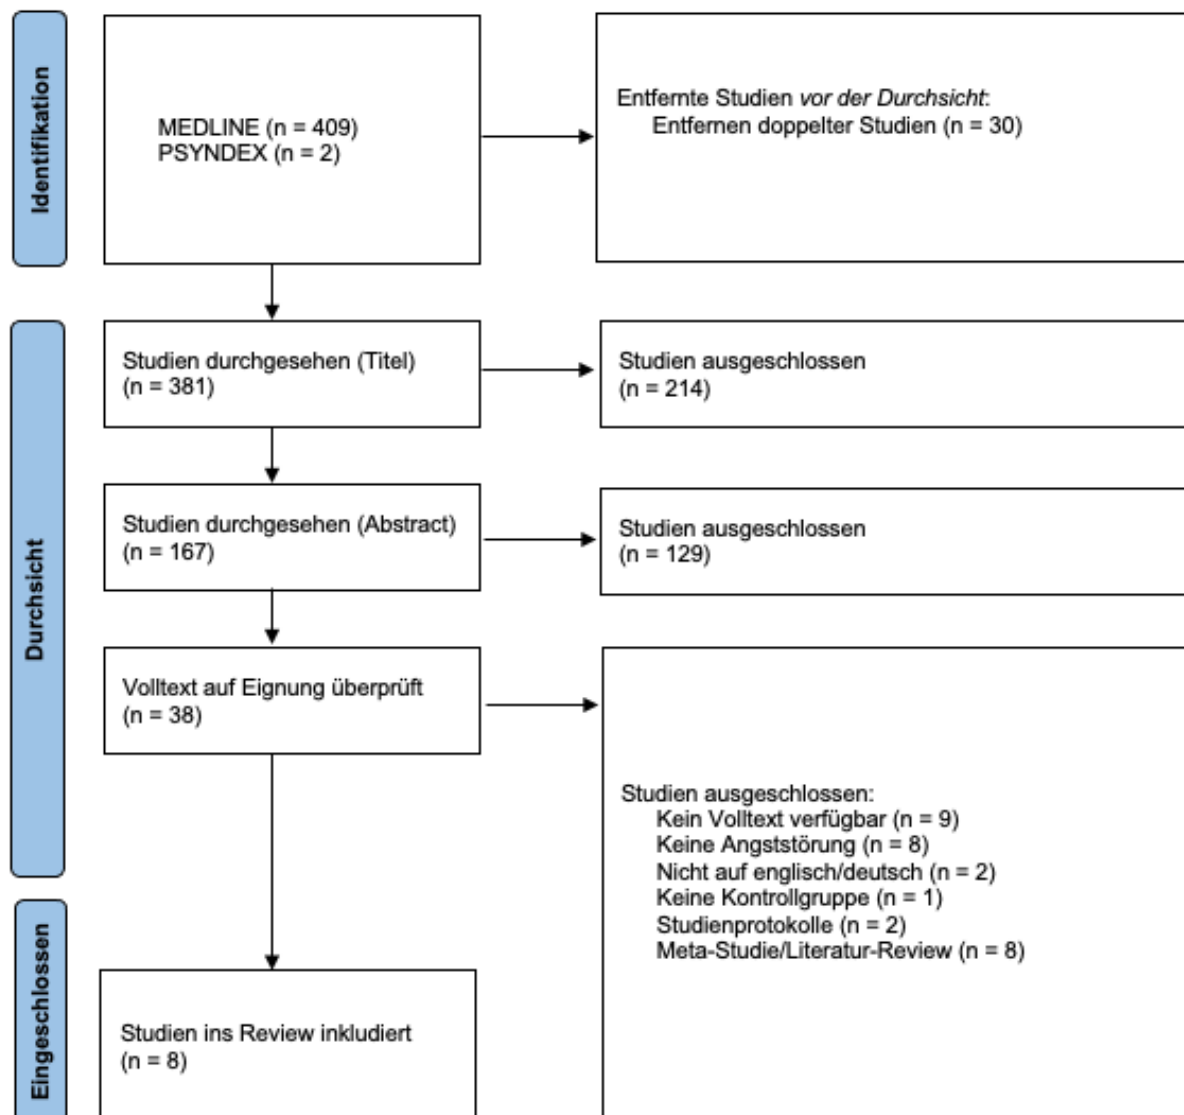 Identifikation
MEDLINE (n = 409)
PSYNDEX (n = 2)
Entfernte Studien vor der Durchsicht:
Entfernen doppelter Studien (n = 30)
Durchsicht
Studien durchgesehen (Titel)
(n = 381)
Studien ausgeschlossen
(n = 214)
Studien durchgesehen (Abstract)
(n = 167)
Studien ausgeschlossen
(n = 129)
Volltext auf Eignung überprüft
(n = 38)
Studien ausgeschlossen:
Kein Volltext verfügbar (n = 9)
Keine Angststörung (n = 8)
Nicht auf englisch/deutsch (n = 2)
Keine Kontrollgruppe (n = 1)
Studienprotokolle (n = 2)
Meta-Studie/Literatur-Review (n = 8)
Eingeschlossen
Studien ins Review inkludiert
(n = 8)